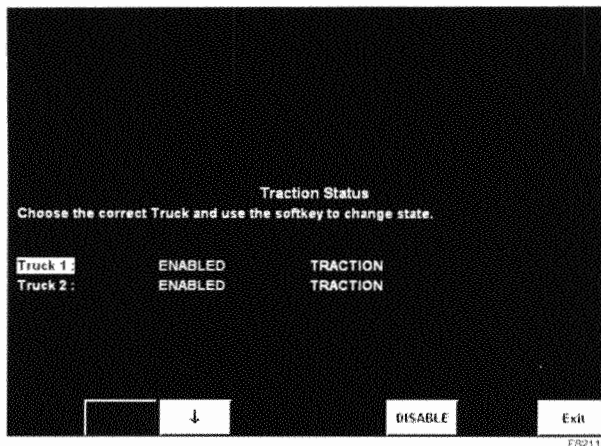 Traction Status
Choose the correct Truck and use the softkey to change state.
Truck 1 : ENABLED TRACTION
Truck 2 : ENABLED TRACTION
↓ DISABLE Exit
F8211